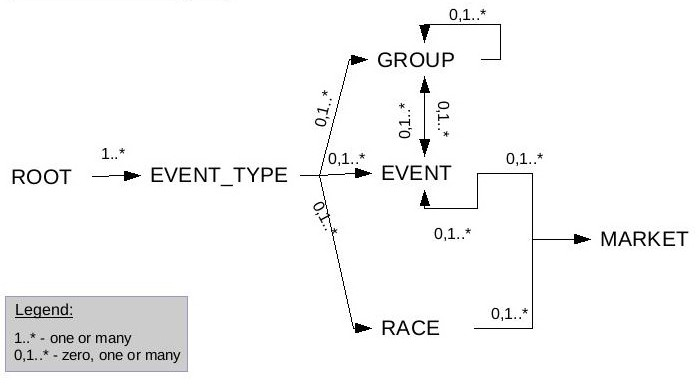 0,1..*
GROUP
0,1..*
0,1..*
0,1..*
1..*
0,1..*
0,1..*
ROOT
EVENT_TYPE
EVENT
0,1..*
0,1..*
MARKET
Legend:
1..* - one or many
0,1..* - zero, one or many
RACE
0,1..*